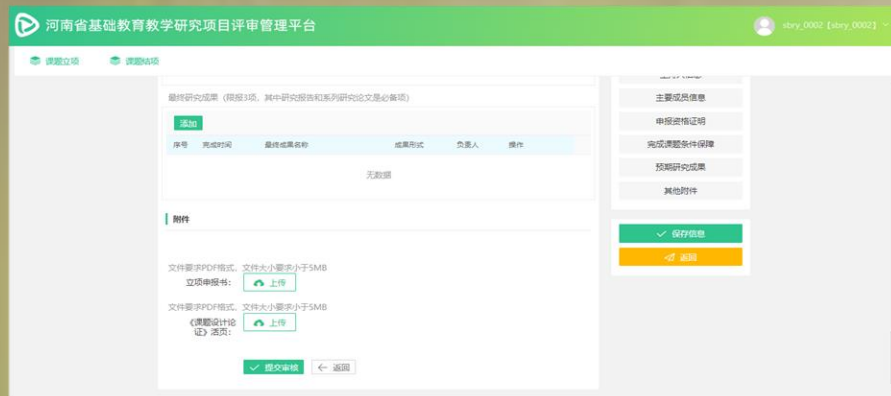 河南省基础教育教学研究项目评审管理平台
sbry_0002【sbry_0002】
课题立项
课题结项
最终研究成果（限报3项，其中研究报告和系列研究论文是必备项）
添加
序号 完成时间 最终成果名称 成果形式 负责人 操作
无数据
附件
文件要求PDF格式，文件大小要求小于5MB
立项申报书： 上传
文件要求PDF格式，文件大小要求小于5MB
《课题设计论
证》活页： 上传
提交审核 返回
主要成员信息
申报资格证明
完成课题条件保障
预期研究成果
其他附件
保存信息
返回